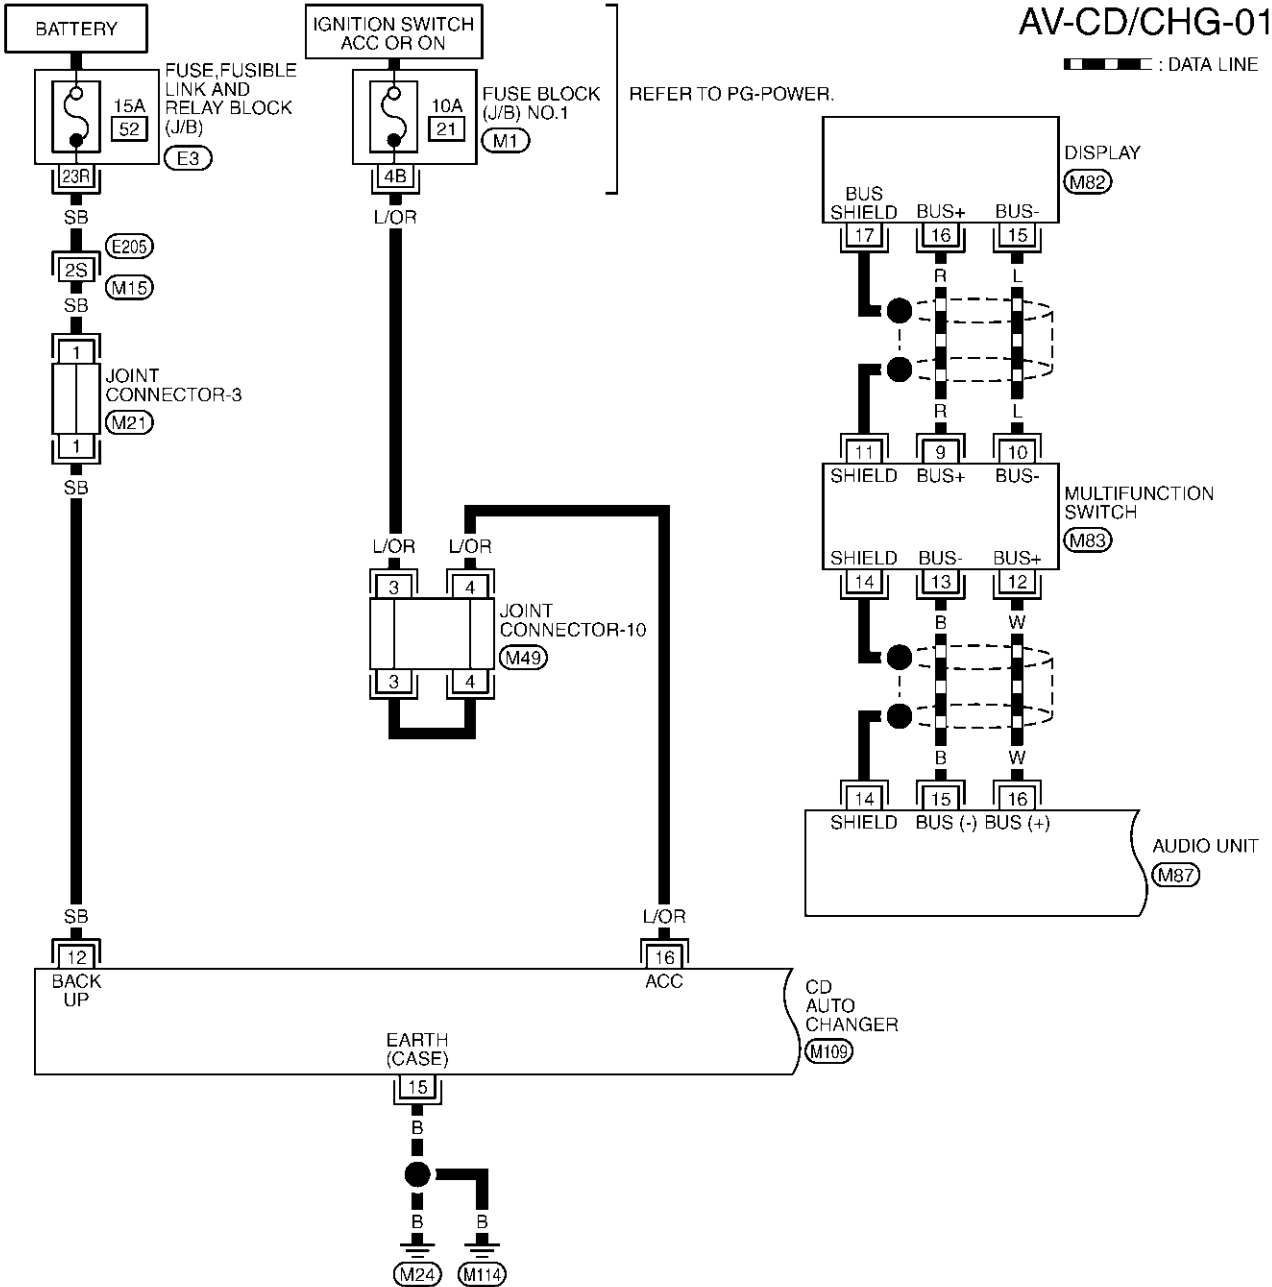 AV-CD/CHG-01
: DATA LINE
BATTERY
IGNITION SWITCH
ACC OR ON
15A
52
FUSE,FUSIBLE
LINK AND
RELAY BLOCK
(J/B)
E3
10A
21
FUSE BLOCK
(J/B) NO.1
M1
REFER TO PG-POWER.
23R
4B
SB
L/OR
E205
2S
M15
SB
1
JOINT
CONNECTOR-3
M21
1
SB
L/OR
L/OR
3
4
JOINT
CONNECTOR-10
M49
3
4
SB
L/OR
12
16
BACK
UP
ACC
CD
AUTO
CHANGER
M109
EARTH
(CASE)
15
B
B
B
M24
M114
DISPLAY
M82
BUS
SHIELD
BUS+
BUS-
17
16
15
R
L
R
L
11
9
10
SHIELD
BUS+
BUS-
MULTIFUNCTION
SWITCH
M83
SHIELD
BUS-
BUS+
14
13
12
B
W
B
W
14
15
16
SHIELD
BUS (-)
BUS (+)
AUDIO UNIT
M87